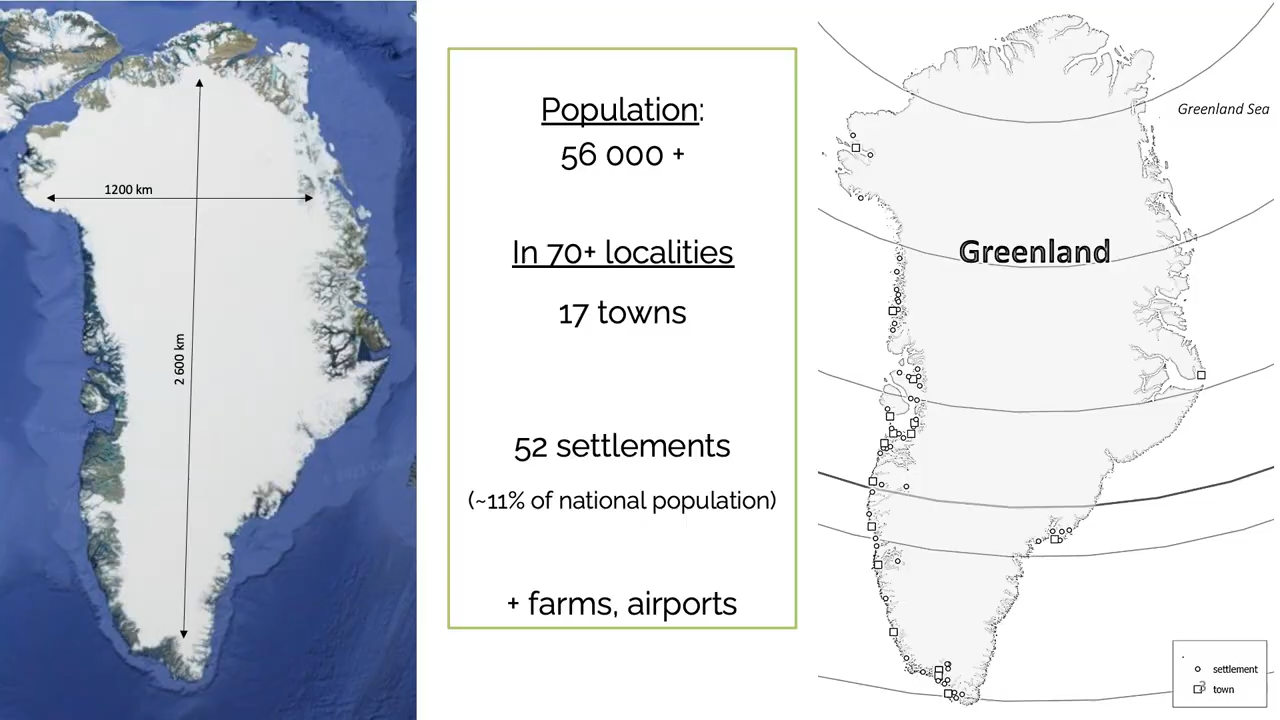 1200 km
2 600 km
Population:
56 000 +
In 70+ localities
17 towns
52 settlements
(~11% of national population)
+ farms, airports
Greenland Sea
Greenland
settlement
3
town